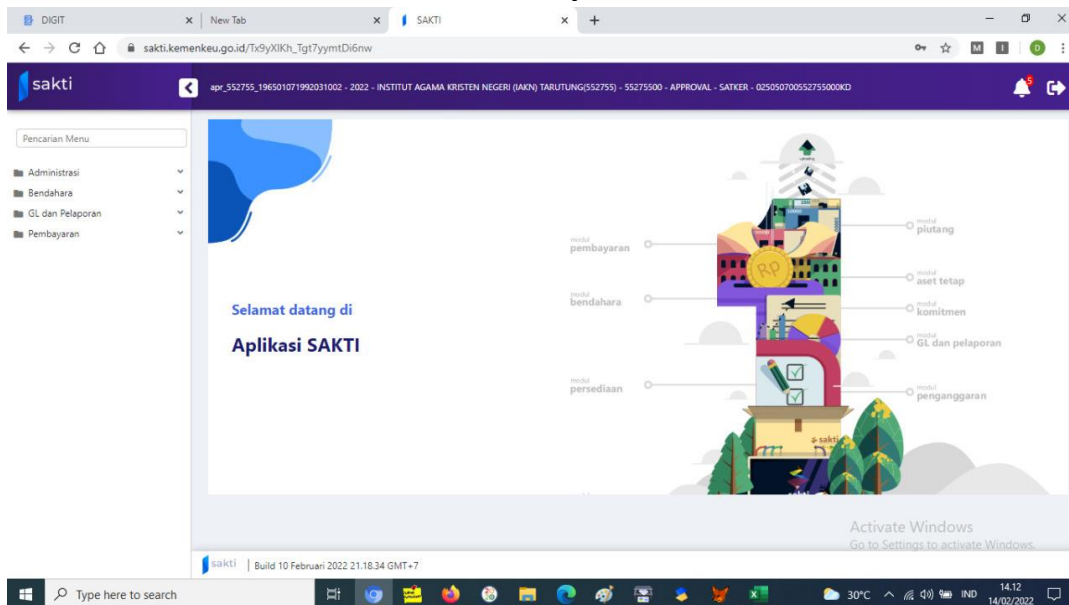 DIGIT
New Tab
SAKTI
sakti.kemenkeu.go.id/Tx9yXlKh_Tgt7yymtDi6nw
sakti
apr_552755_196501071992031002 - 2022 - INSTITUT AGAMA KRISTEN NEGERI (IAKN) TARUTUNG(552755) - 55275500 - APPROVAL - SATKER - 025050700552755000KD
5
Pencarian Menu
Administrasi
Bendahara
GL dan Pelaporan
Pembayaran
Selamat datang di
Aplikasi SAKTI
modul
pembayaran
modul
bendahara
modul
persediaan
modul
piutang
modul
aset tetap
modul
komitmen
modul
GL dan pelaporan
modul
penganggaran
RP
sakti
Activate Windows
Go to Settings to activate Windows.
sakti | Build 10 Februari 2022 21.18.34 GMT+7
Type here to search
30°C
IND
14.12
14/02/2022